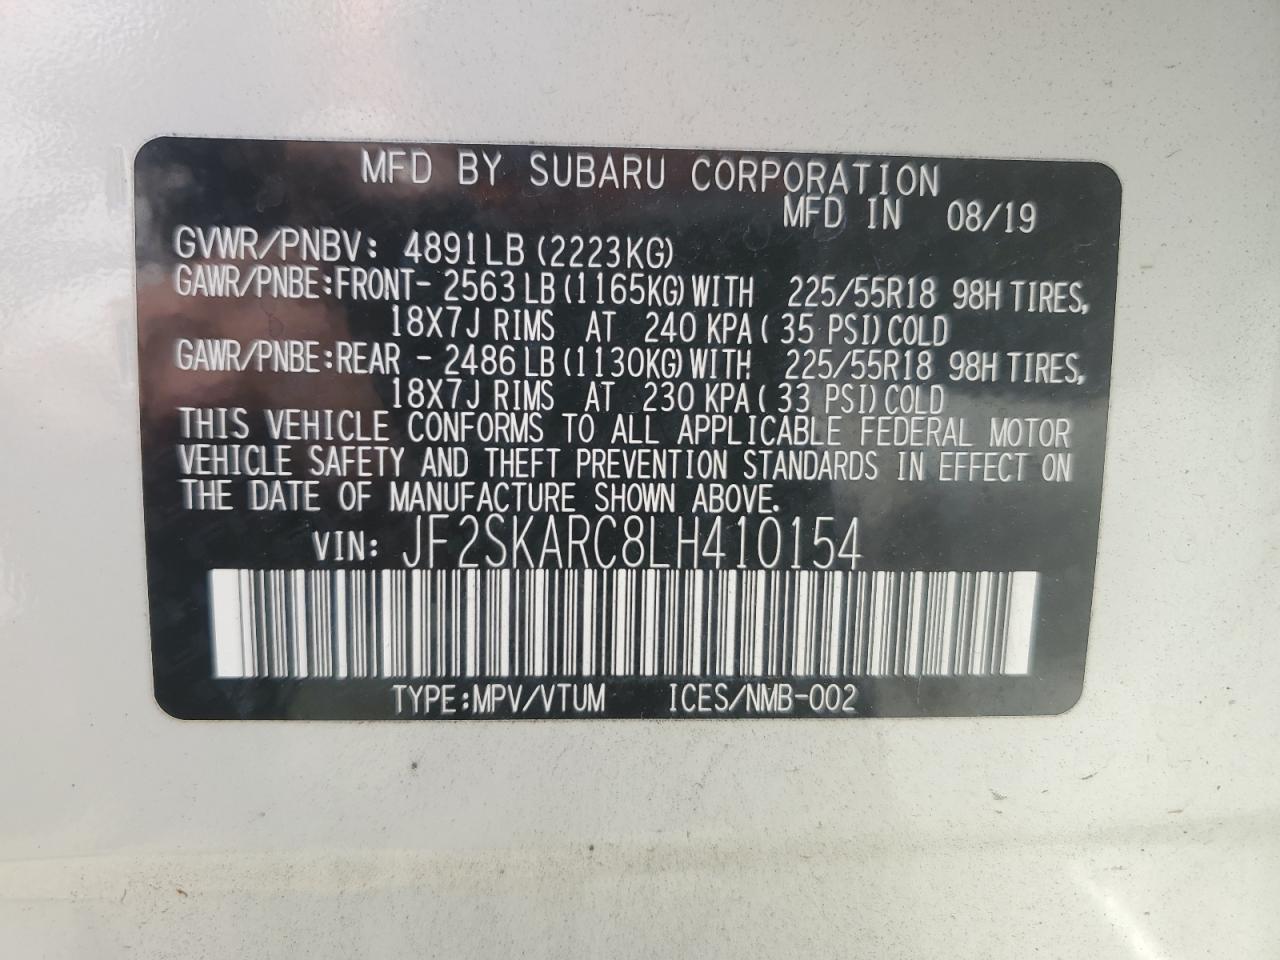 MFD BY SUBARU CORPORATION
MFD IN 08/19
GVWR/PNBV: 4891LB (2223KG)
GAWR/PNBE:FRONT- 2563LB (1165KG) WITH 225/55R18 98H TIRES,
18X7J RIMS AT 240 KPA ( 35 PSI) COLD
GAWR/PNBE:REAR - 2486LB (1130KG) WITH 225/55R18 98H TIRES,
18X7J RIMS AT 230 KPA ( 33 PSI) COLD
THIS VEHICLE CONFORMS TO ALL APPLICABLE FEDERAL MOTOR
VEHICLE SAFETY AND THEFT PREVENTION STANDARDS IN EFFECT ON
THE DATE OF MANUFACTURE SHOWN ABOVE.
VIN: JF2SKARC8LH410154
TYPE:MPV/VTUM ICES/NMB-002